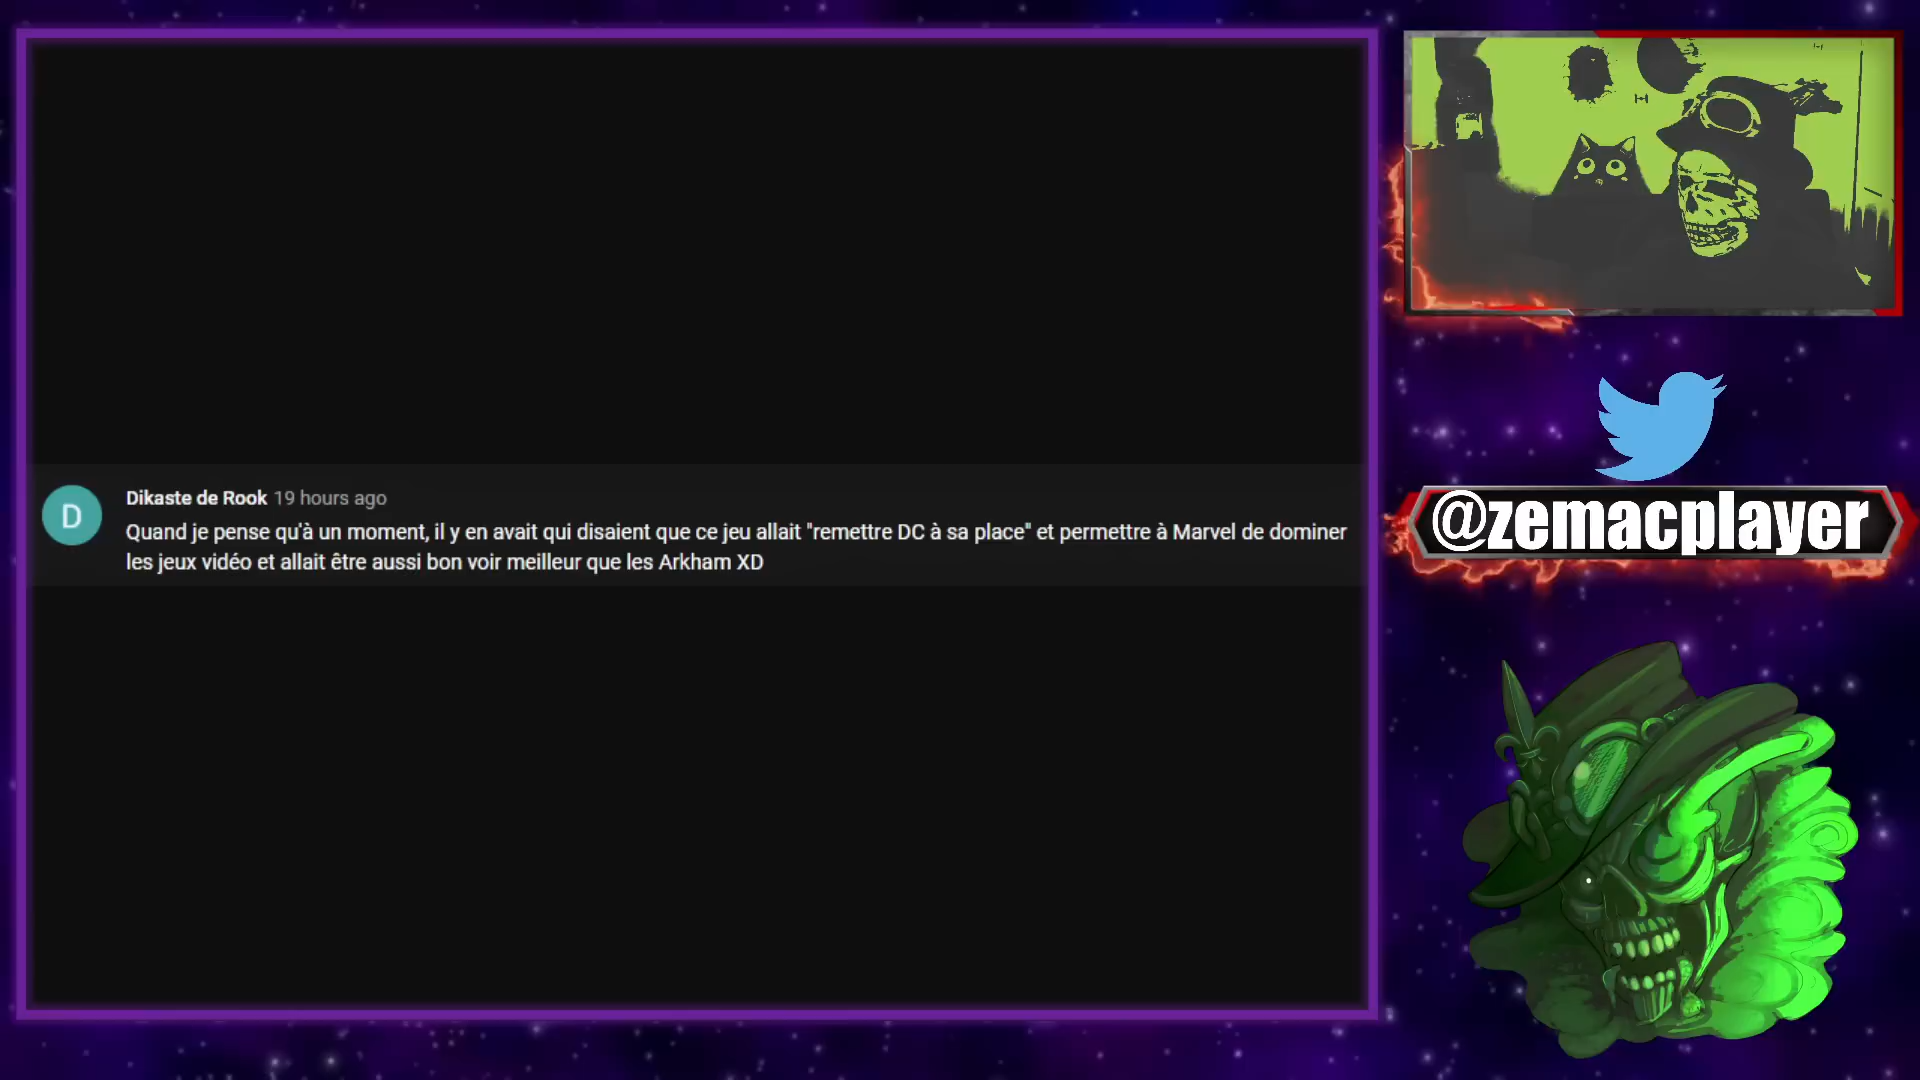 Dikaste de Rook 19 hours ago
Quand je pense qu'à un moment, il y en avait qui disaient que ce jeu allait "remettre DC à sa place" et permettre à Marvel de dominer
les jeux vidéo et allait être aussi bon voir meilleur que les Arkham XD
D
@zemacplayer